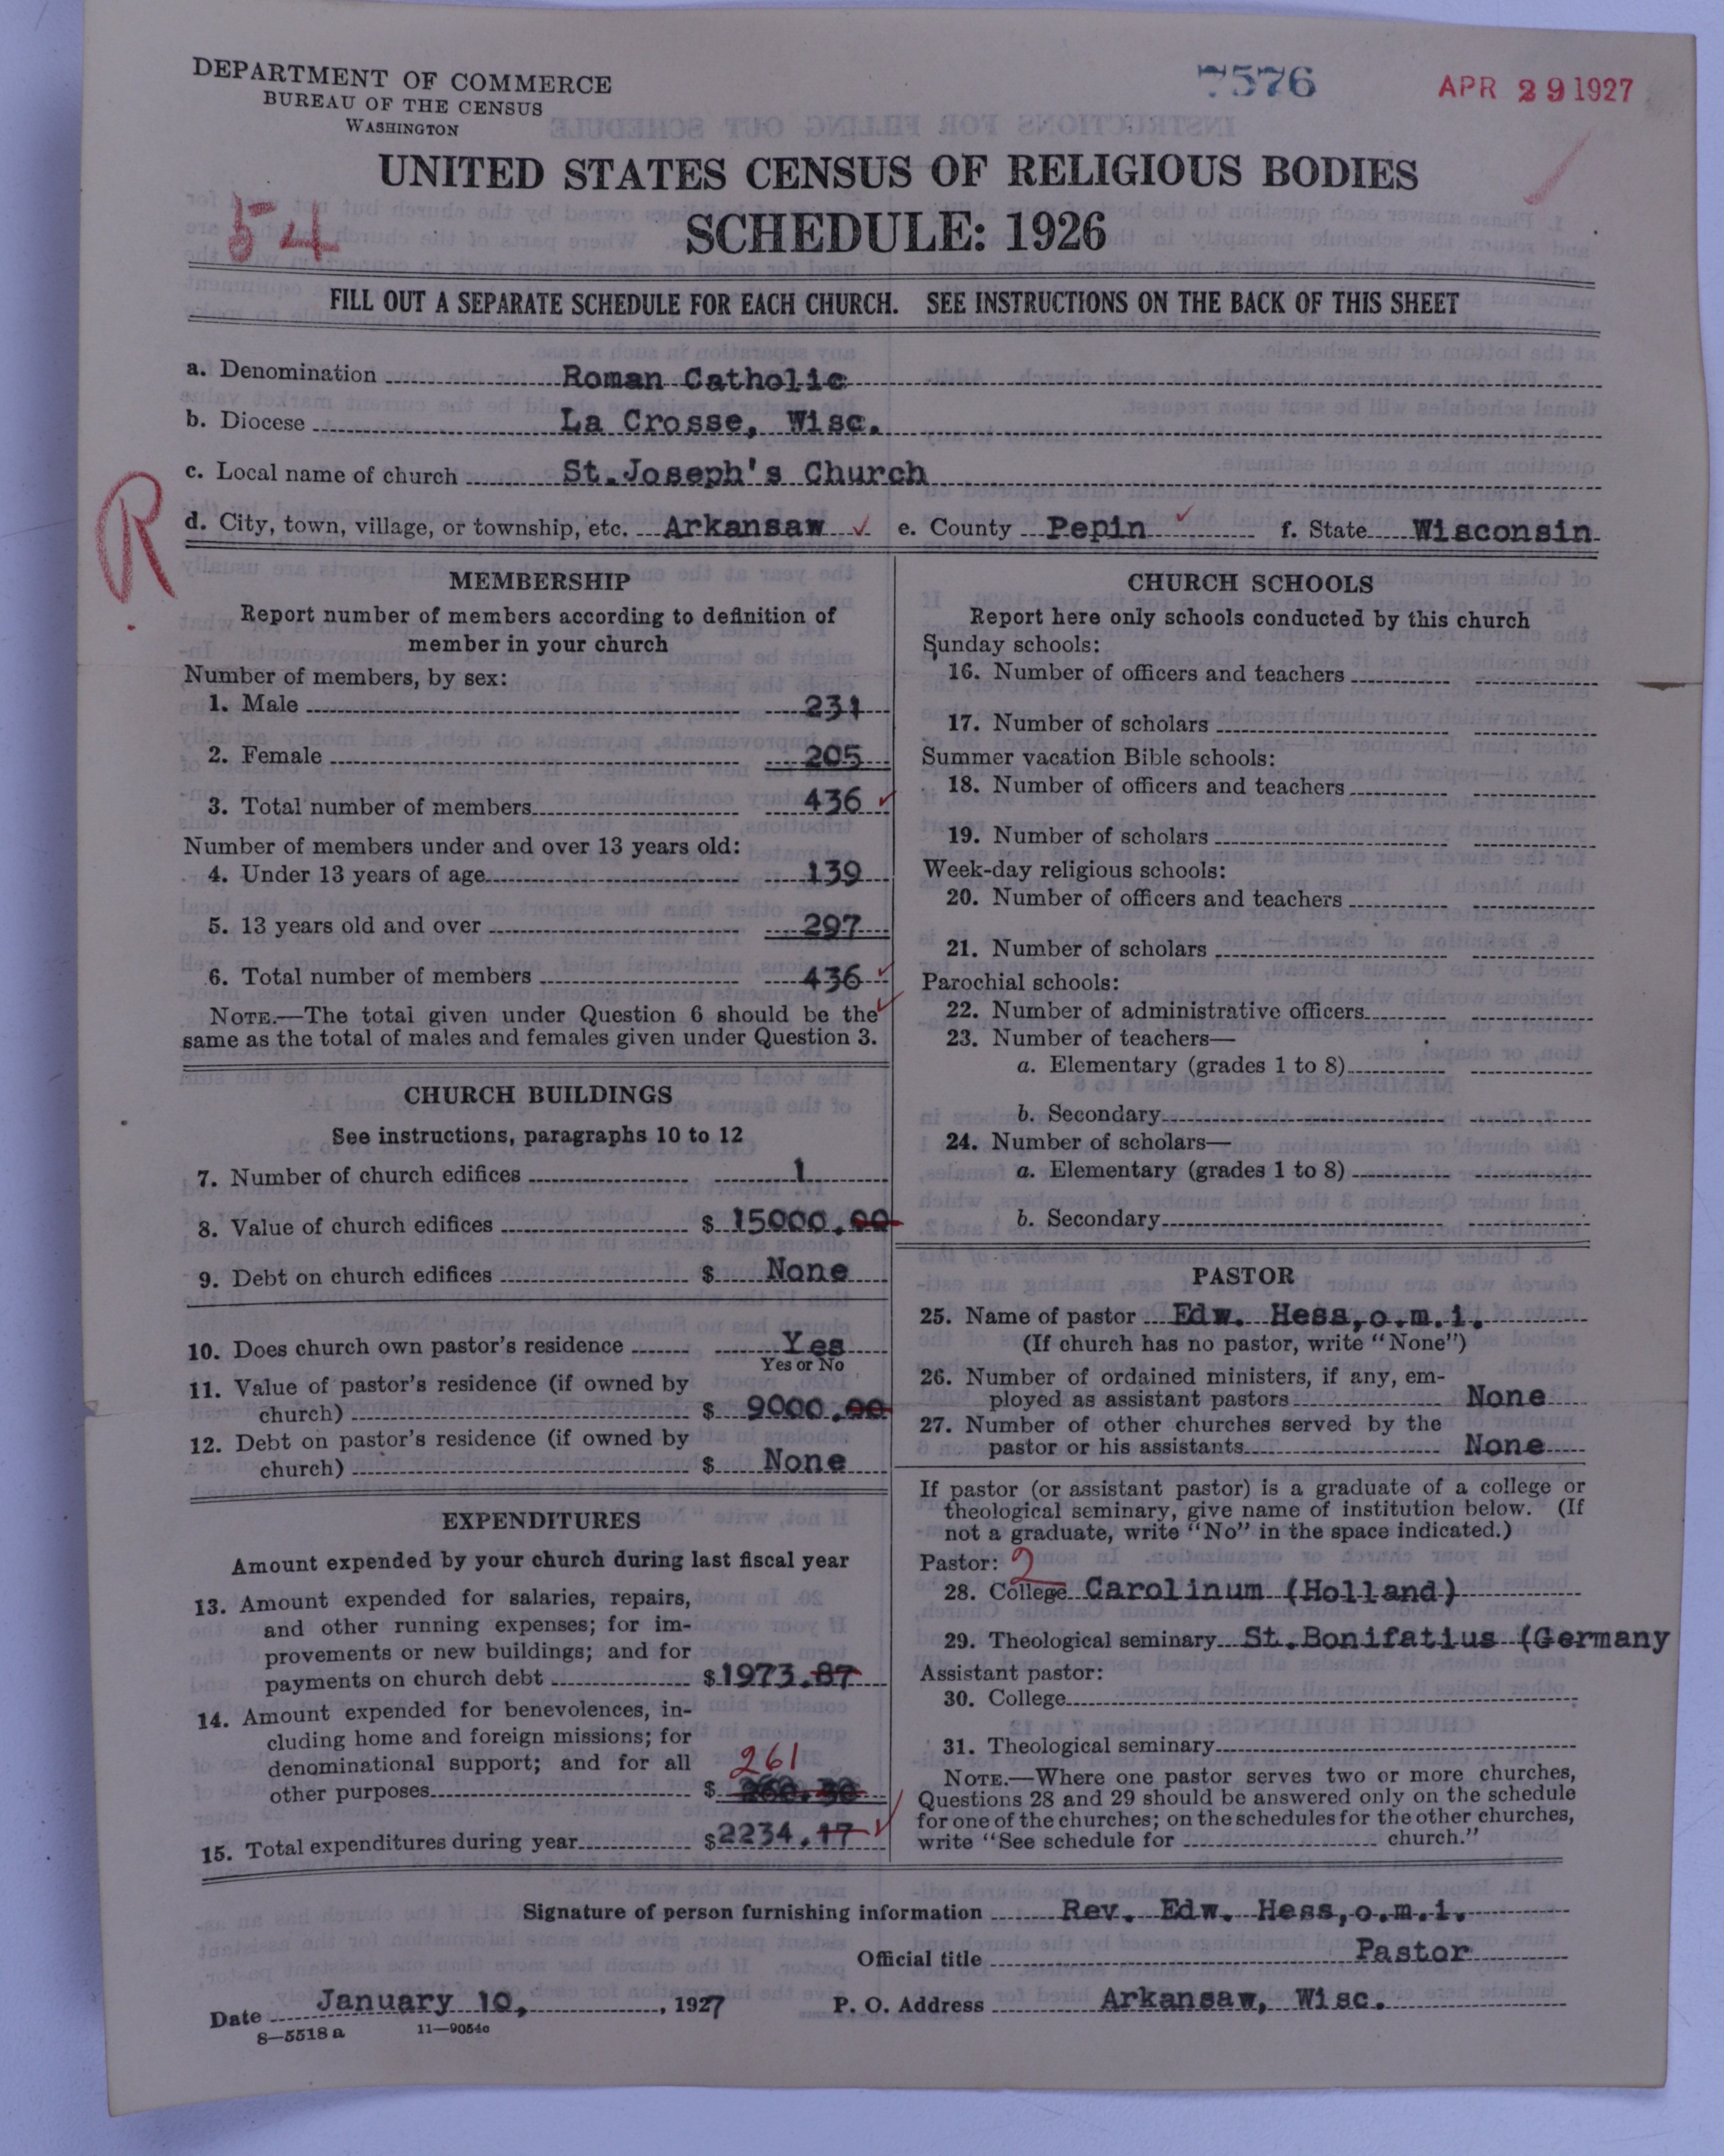 DEPARTMENT OF COMMERCE
BUREAU OF THE CENSUS
WASHINGTON
7576
APR 29 1927
UNITED STATES CENSUS OF RELIGIOUS BODIES
54
SCHEDULE: 1926
FILL OUT A SEPARATE SCHEDULE FOR EACH CHURCH. SEE INSTRUCTIONS ON THE BACK OF THIS SHEET
a. Denomination Roman Catholic
b. Diocese La Crosse, Wisc.
c. Local name of church St.Joseph's Church
R
d. City, town, village, or township, etc. Arkansaw ✓ e. County Pepin ✓ f. State Wisconsin
MEMBERSHIP
Report number of members according to definition of
member in your church
Number of members, by sex:
1. Male 231
2. Female 205
3. Total number of members 436 ✓
Number of members under and over 13 years old:
4. Under 13 years of age 139
5. 13 years old and over 297
6. Total number of members 436 ✓
NOTE.—The total given under Question 6 should be the
same as the total of males and females given under Question 3.
CHURCH BUILDINGS
See instructions, paragraphs 10 to 12
7. Number of church edifices 1
8. Value of church edifices $ 15000.00
9. Debt on church edifices $ None
10. Does church own pastor's residence Yes
Yes or No
11. Value of pastor's residence (if owned by
church) $ 9000.00
12. Debt on pastor's residence (if owned by
church) $ None
EXPENDITURES
Amount expended by your church during last fiscal year
13. Amount expended for salaries, repairs,
and other running expenses; for im-
provements or new buildings; and for
payments on church debt $1973.87
14. Amount expended for benevolences, in-
cluding home and foreign missions; for
denominational support; and for all 261
other purposes $ 260.30
15. Total expenditures during year $2234.17 ✓
CHURCH SCHOOLS
Report here only schools conducted by this church
Sunday schools:
16. Number of officers and teachers
17. Number of scholars
Summer vacation Bible schools:
18. Number of officers and teachers
19. Number of scholars
Week-day religious schools:
20. Number of officers and teachers
21. Number of scholars
Parochial schools:
22. Number of administrative officers
23. Number of teachers—
a. Elementary (grades 1 to 8)
b. Secondary
24. Number of scholars—
a. Elementary (grades 1 to 8)
b. Secondary
PASTOR
25. Name of pastor Edw. Hess,o.m.i.
(If church has no pastor, write "None")
26. Number of ordained ministers, if any, em-
ployed as assistant pastors None
27. Number of other churches served by the
pastor or his assistants None
If pastor (or assistant pastor) is a graduate of a college or
theological seminary, give name of institution below. (If
not a graduate, write "No" in the space indicated.)
Pastor: 2
28. College Carolinum (Holland)
29. Theological seminary St.Bonifatius (Germany
Assistant pastor:
30. College
31. Theological seminary
NOTE.—Where one pastor serves two or more churches,
Questions 28 and 29 should be answered only on the schedule
for one of the churches; on the schedules for the other churches,
write "See schedule for church."
Signature of person furnishing information Rev. Edw. Hess,o.m.i.
Official title Pastor
Date January 10, , 1927 P. O. Address Arkansaw, Wisc.
8—5518a 11—9054c